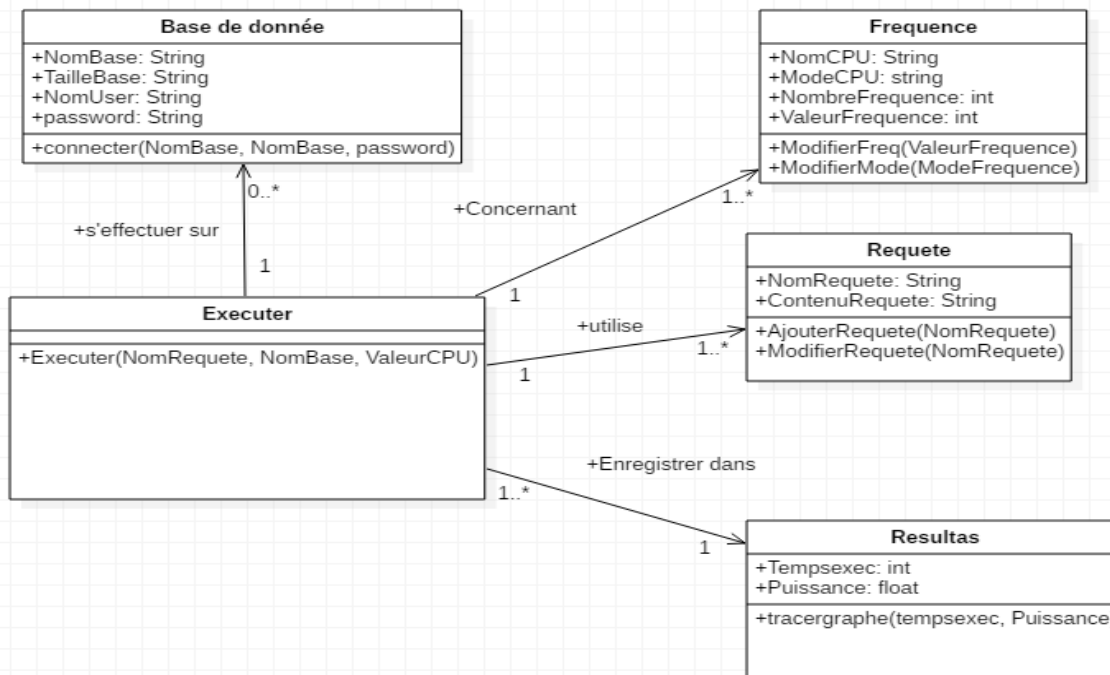 Base de donnée
+NomBase: String
+TailleBase: String
+NomUser: String
+password: String
+connecter(NomBase, NomBase, password)
Frequence
+NomCPU: String
+ModeCPU: string
+NombreFrequence: int
+ValeurFrequence: int
+ModifierFreq(ValeurFrequence)
+ModifierMode(ModeFrequence)
0..*
+s'effectuer sur
1
+Concernant
1..*
1
Requete
+NomRequete: String
+ContenuRequete: String
+AjouterRequete(NomRequete)
+ModifierRequete(NomRequete)
Executer
+Executer(NomRequete, NomBase, ValeurCPU)
+utilise
1..*
1
+Enregistrer dans
1..*
1
Resultas
+Tempsexec: int
+Puissance: float
+tracergraphe(tempsexec, Puissance